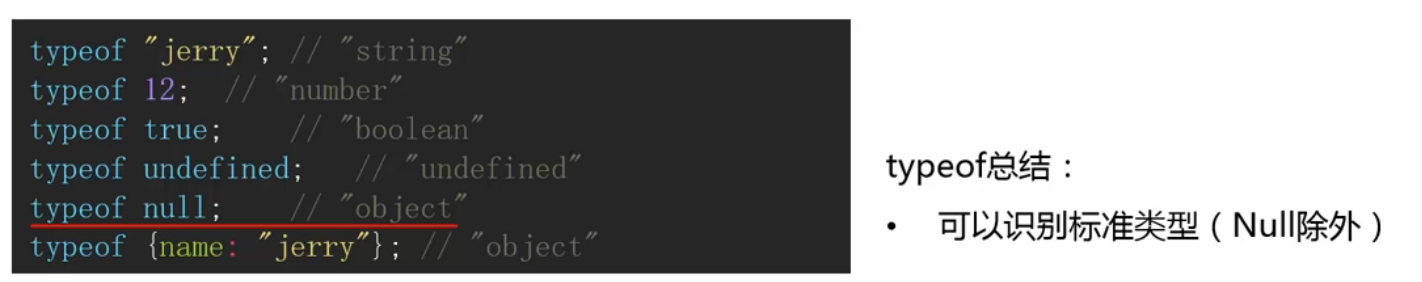 typeof "jerry"; // "string"
typeof 12;  // "number"
typeof true;    // "boolean"
typeof undefined;   // "undefined"
typeof null;    // "object"
typeof {name: "jerry"}; // "object"
typeof总结：
• 可以识别标准类型（Null除外）